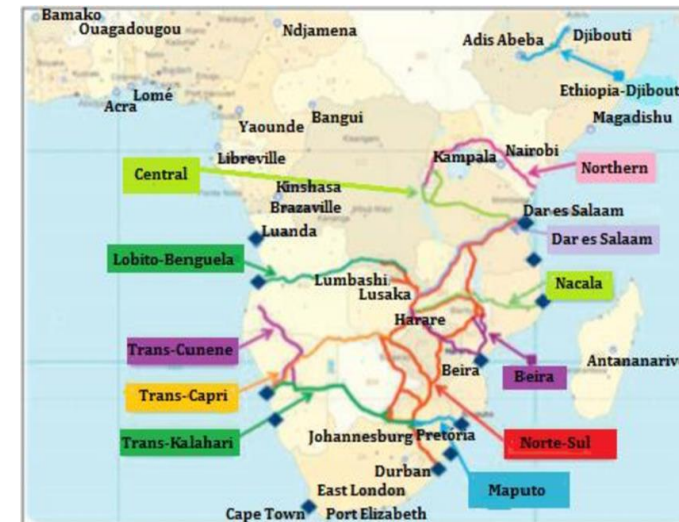 Bamako
Ouagadougou
Ndjamena
Adis Abeba
Djibouti
Ethiopia-Djibout
Acra
Lomé
Magadishu
Yaounde
Bangui
Libreville
Kampala
Nairobi
Northern
Central
Kinshasa
Brazaville
Dar es Salaam
Luanda
Dar es Salaam
Lobito-Benguela
Lumbashi
Lusaka
Nacala
Harare
Trans-Cunene
Antananariv
Beira
Beira
Trans-Capri
Trans-Kalahari
Johannesburg
Pretória
Norte-Sul
Durban
East London
Maputo
Cape Town
Port Elizabeth